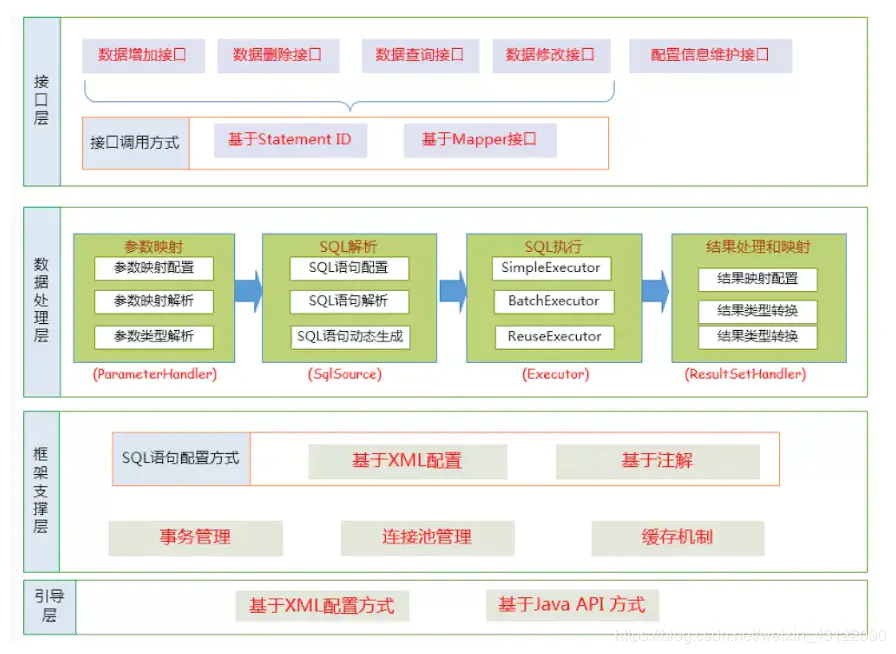 接口层
数据增加接口
数据删除接口
数据查询接口
数据修改接口
配置信息维护接口
接口调用方式
基于Statement ID
基于Mapper接口
数据处理层
参数映射
参数映射配置
参数映射解析
参数类型解析
(ParameterHandler)
SQL解析
SQL语句配置
SQL语句解析
SQL语句动态生成
(SqlSource)
SQL执行
SimpleExecutor
BatchExecutor
ReuseExecutor
(Executor)
结果处理和映射
结果映射配置
结果类型转换
结果类型转换
(ResultSetHandler)
框架支撑层
SQL语句配置方式
基于XML配置
基于注解
事务管理
连接池管理
缓存机制
引导层
基于XML配置方式
基于Java API 方式